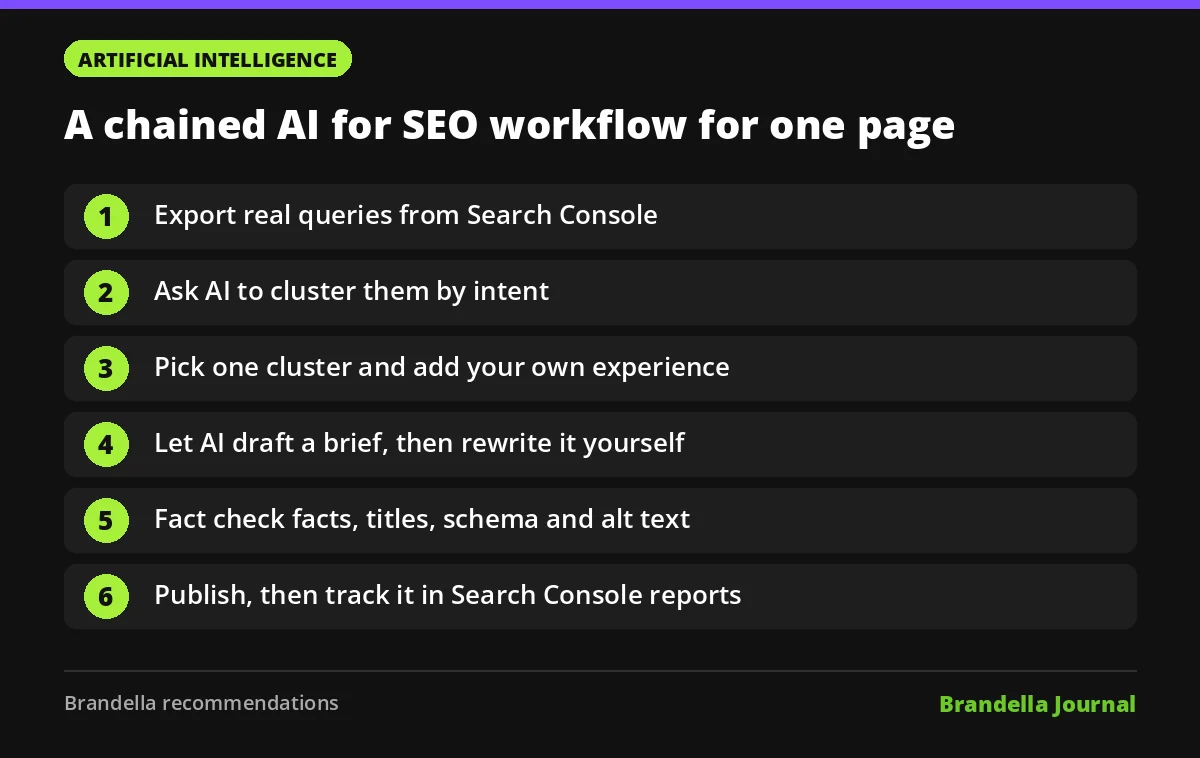 ARTIFICIAL INTELLIGENCE
A chained AI for SEO workflow for one page
1 Export real queries from Search Console
2 Ask AI to cluster them by intent
3 Pick one cluster and add your own experience
4 Let AI draft a brief, then rewrite it yourself
5 Fact check facts, titles, schema and alt text
6 Publish, then track it in Search Console reports
Brandella recommendations
Brandella Journal